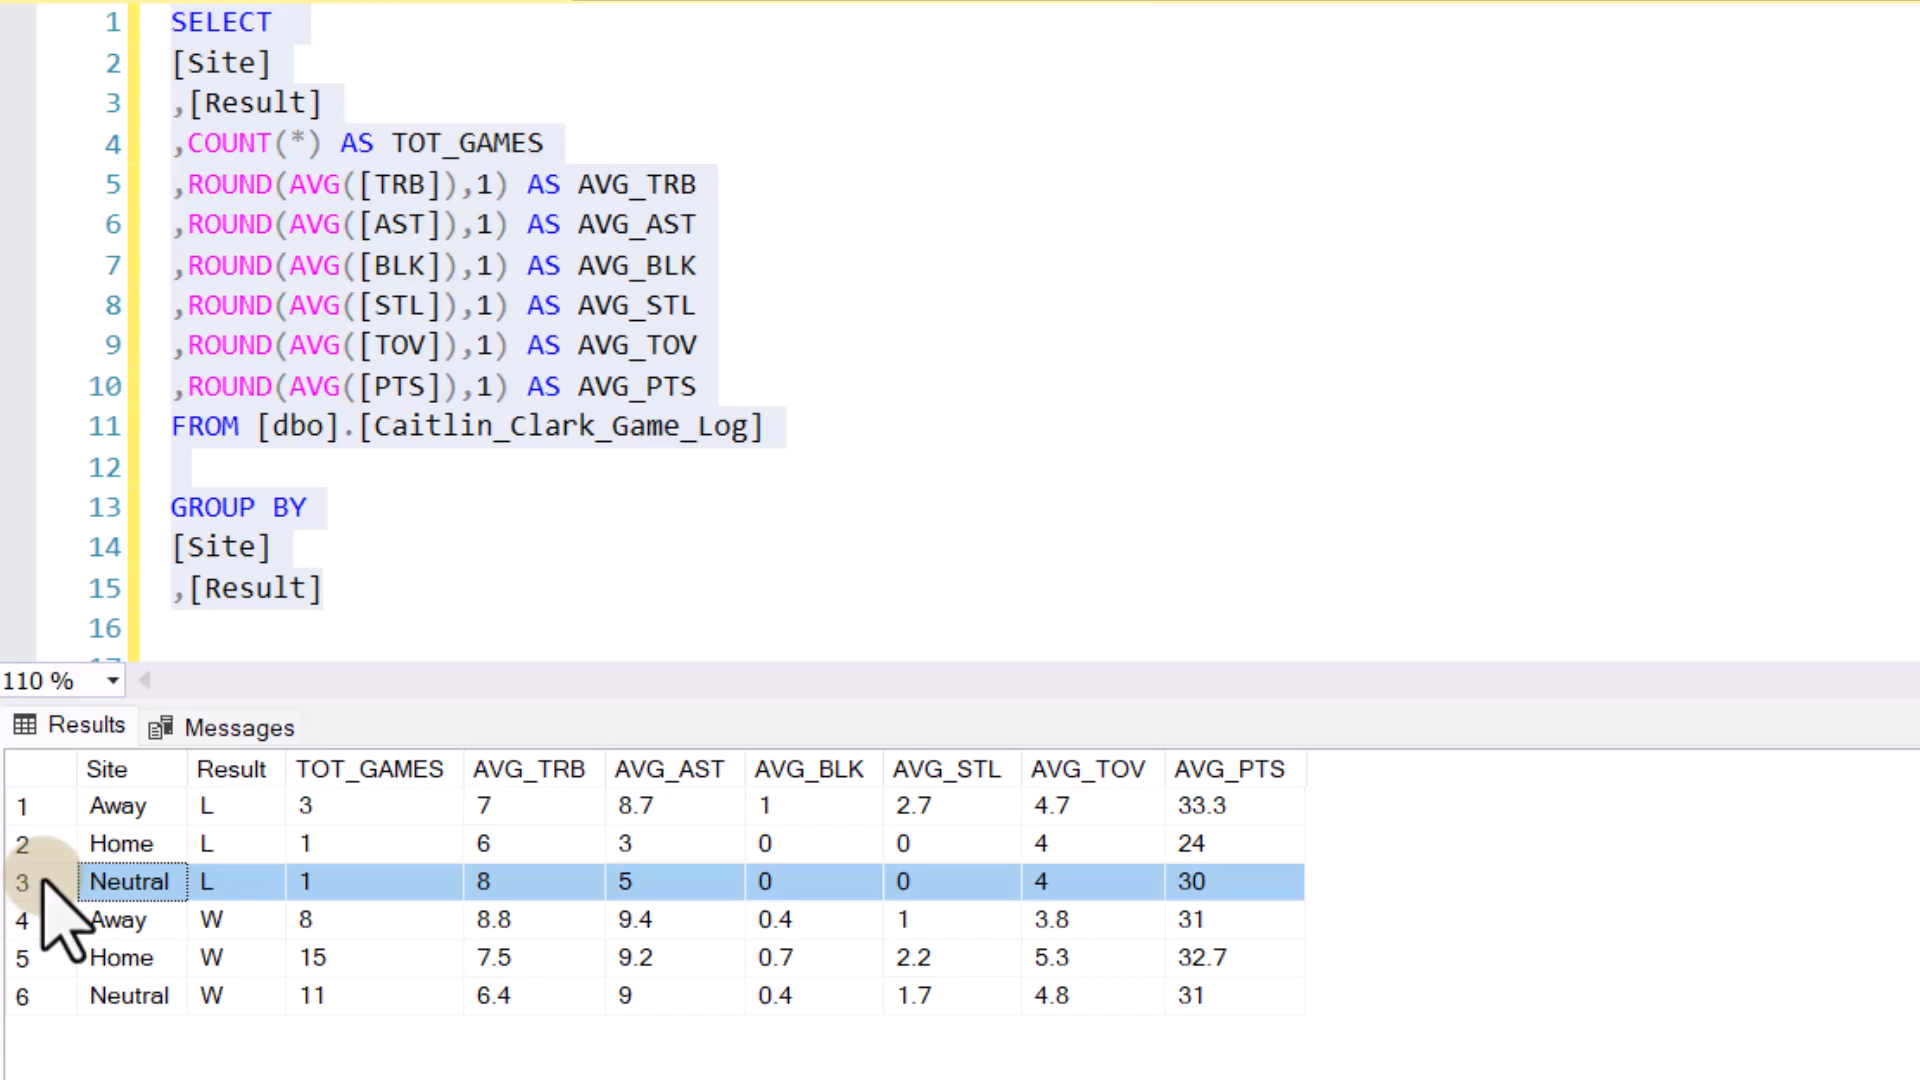 1 SELECT
2 [Site]
3 ,[Result]
4 ,COUNT(*) AS TOT_GAMES
5 ,ROUND(AVG([TRB]),1) AS AVG_TRB
6 ,ROUND(AVG([AST]),1) AS AVG_AST
7 ,ROUND(AVG([BLK]),1) AS AVG_BLK
8 ,ROUND(AVG([STL]),1) AS AVG_STL
9 ,ROUND(AVG([TOV]),1) AS AVG_TOV
10 ,ROUND(AVG([PTS]),1) AS AVG_PTS
11 FROM [dbo].[Caitlin_Clark_Game_Log]
12
13 GROUP BY
14 [Site]
15 ,[Result]
16
110 %
Results Messages
Site Result TOT_GAMES AVG_TRB AVG_AST AVG_BLK AVG_STL AVG_TOV AVG_PTS
1 Away L 3 7 8.7 1 2.7 4.7 33.3
2 Home L 1 6 3 0 0 4 24
3 Neutral L 1 8 5 0 0 4 30
4 Away W 8 8.8 9.4 0.4 1 3.8 31
5 Home W 15 7.5 9.2 0.7 2.2 5.3 32.7
6 Neutral W 11 6.4 9 0.4 1.7 4.8 31